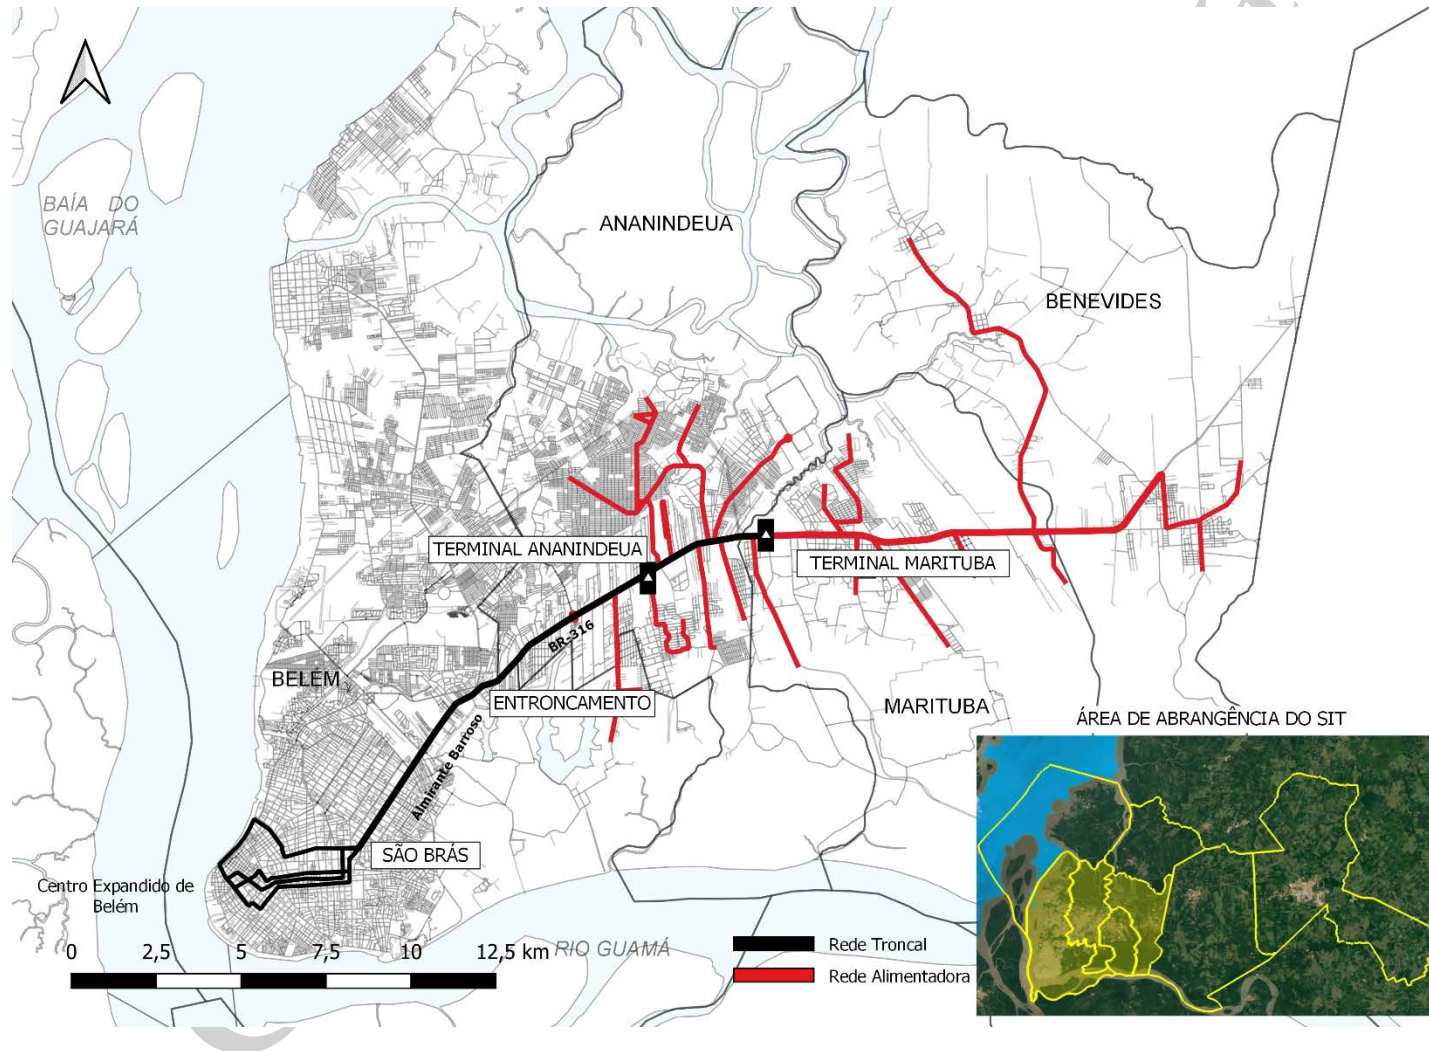 BAÍA DO
GUAJARÁ
ANANINDEUA
BENEVIDES
TERMINAL ANANINDEUA
TERMINAL MARITUBA
BR-316
BELÉM
ENTRONCAMENTO
MARITUBA
ÁREA DE ABRANGÊNCIA DO SIT
Almirante Barroso
SÃO BRÁS
Centro Expandido de
Belém
0 2,5 5 7,5 10 12,5 km
RIO GUAMÁ
Rede Troncal
Rede Alimentadora